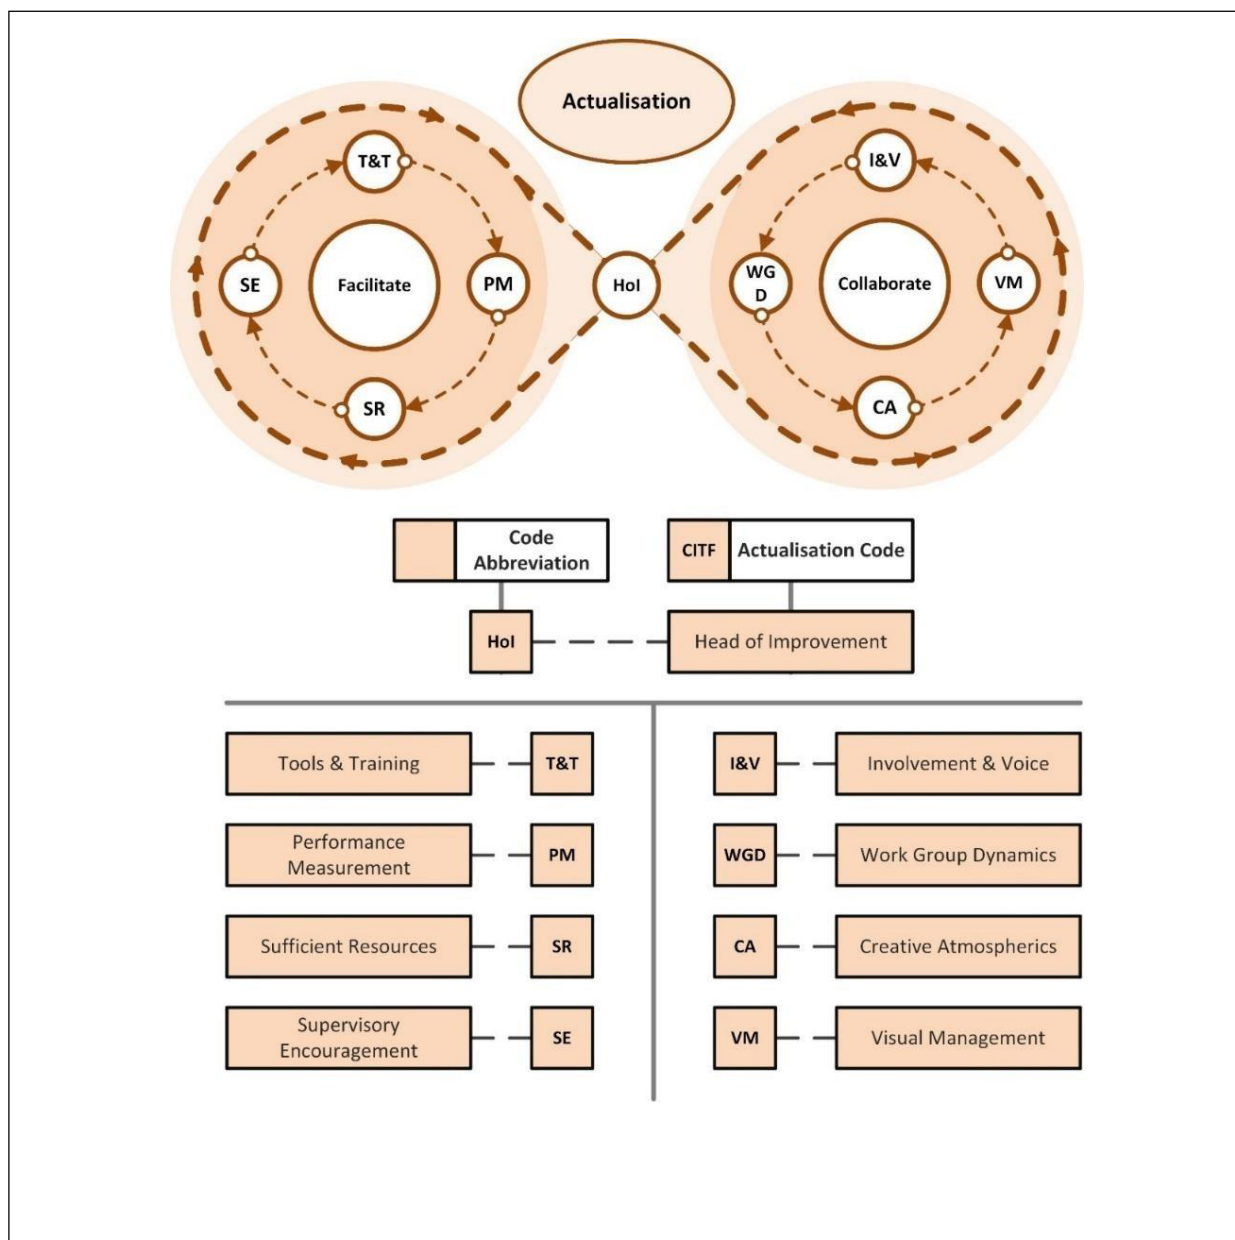 Actualisation
T&T
SE
Facilitate
PM
SR
HoI
I&V
WG
D
Collaborate
VM
CA
Code
Abbreviation
CITF
Actualisation Code
HoI
Head of Improvement
Tools & Training
T&T
I&V
Involvement & Voice
Performance
Measurement
PM
WGD
Work Group Dynamics
Sufficient Resources
SR
CA
Creative Atmospherics
Supervisory
Encouragement
SE
VM
Visual Management